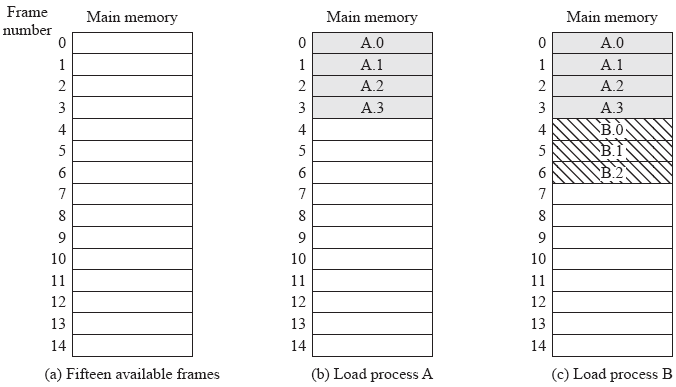 Frame
number
Main memory
0
1
2
3
4
5
6
7
8
9
10
11
12
13
14
(a) Fifteen available frames
Main memory
0 A.0
1 A.1
2 A.2
3 A.3
4
5
6
7
8
9
10
11
12
13
14
(b) Load process A
Main memory
0 A.0
1 A.1
2 A.2
3 A.3
4 B.0
5 B.1
6 B.2
7
8
9
10
11
12
13
14
(c) Load process B